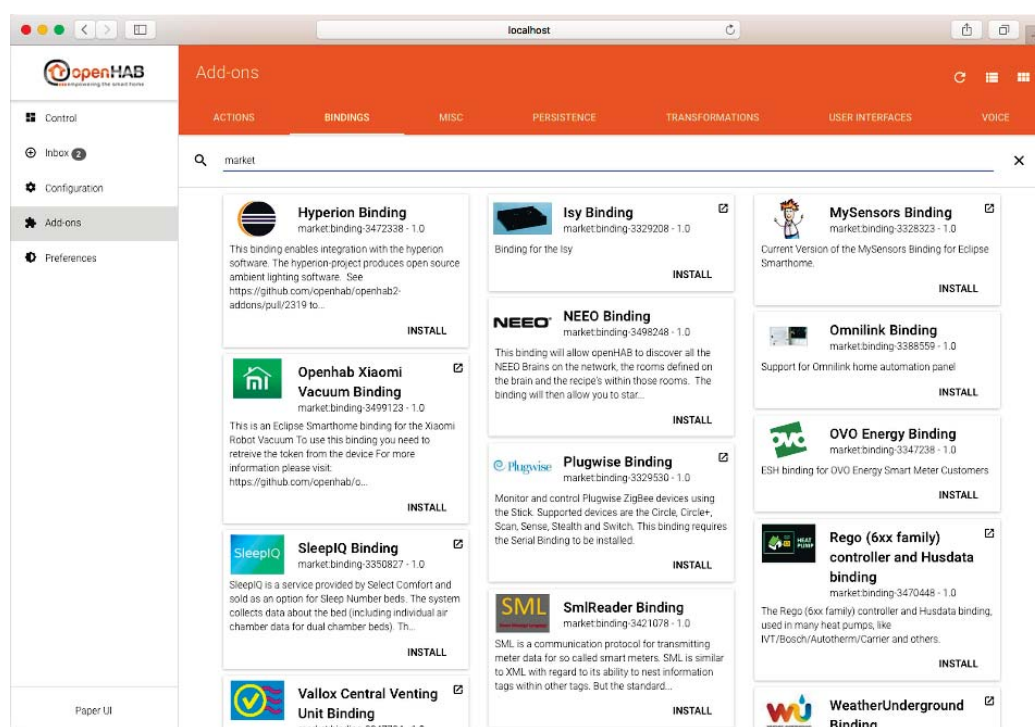 localhost
openHAB
empowering the smart home
Add-ons
Control
Inbox 2
Configuration
Add-ons
Preferences
Paper UI
ACTIONS BINDINGS MISC PERSISTENCE TRANSFORMATIONS USER INTERFACES VOICE
market
Hyperion Binding
market:binding-3472338 - 1.0
This binding enables integration with the hyperion
software. The hyperion-project produces open source
ambient lighting software. See
https://github.com/openhab/openhab2-
addons/pull/2319 to...
INSTALL
Openhab Xiaomi
Vacuum Binding
market:binding-3499123 - 1.0
This is an Eclipse Smarthome binding for the Xiaomi
Robot Vacuum To use this binding you need to
retreive the token from the device For more
information please visit:
https://github.com/openhab/o...
INSTALL
SleepIQ
SleepIQ Binding
market:binding-3350827 - 1.0
SleepIQ is a service provided by Select Comfort and
sold as an option for Sleep Number beds. The system
collects data about the bed (including individual air
chamber data for dual chamber beds). Th...
INSTALL
Vallox Central Venting
Unit Binding
Isy Binding
market:binding-3329208 - 1.0
Binding for the Isy
INSTALL
NEEO
NEEO Binding
market:binding-3498248 - 1.0
This binding will allow openHAB to discover all the
NEEO Brains on the network, the rooms defined on
the brain and the recipe's within those rooms. The
binding will then allow you to star...
INSTALL
Plugwise
Plugwise Binding
market:binding-3329530 - 1.0
Monitor and control Plugwise ZigBee devices using
the Stick. Supported devices are the Circle, Circle+,
Scan, Sense, Stealth and Switch. This binding requires
the Serial Binding to be installed.
INSTALL
SML
SmlReader Binding
market:binding-3421078 - 1.0
SML is a communication protocol for transmitting
meter data for so called smart meters. SML is similar
to XML with regard to its ability to nest information
tags within other tags. But the standard...
INSTALL
MySensors Binding
market:binding-3328323 - 1.0
Current Version of the MySensors Binding for Eclipse
Smarthome.
INSTALL
Omnilink Binding
market:binding-3388559 - 1.0
Support for Omnilink home automation panel
INSTALL
ovo
OVO Energy Binding
market:binding-3347238 - 1.0
ESH binding for OVO Energy Smart Meter Customers
INSTALL
HEAT
PUMP
Rego (6xx family)
controller and Husdata
binding
market:binding-3470448 - 1.0
The Rego (6xx family) controller and Husdata binding,
used in many heat pumps, like
IVT/Bosch/Autotherm/Carrier and others.
INSTALL
wu
WeatherUnderground
Binding